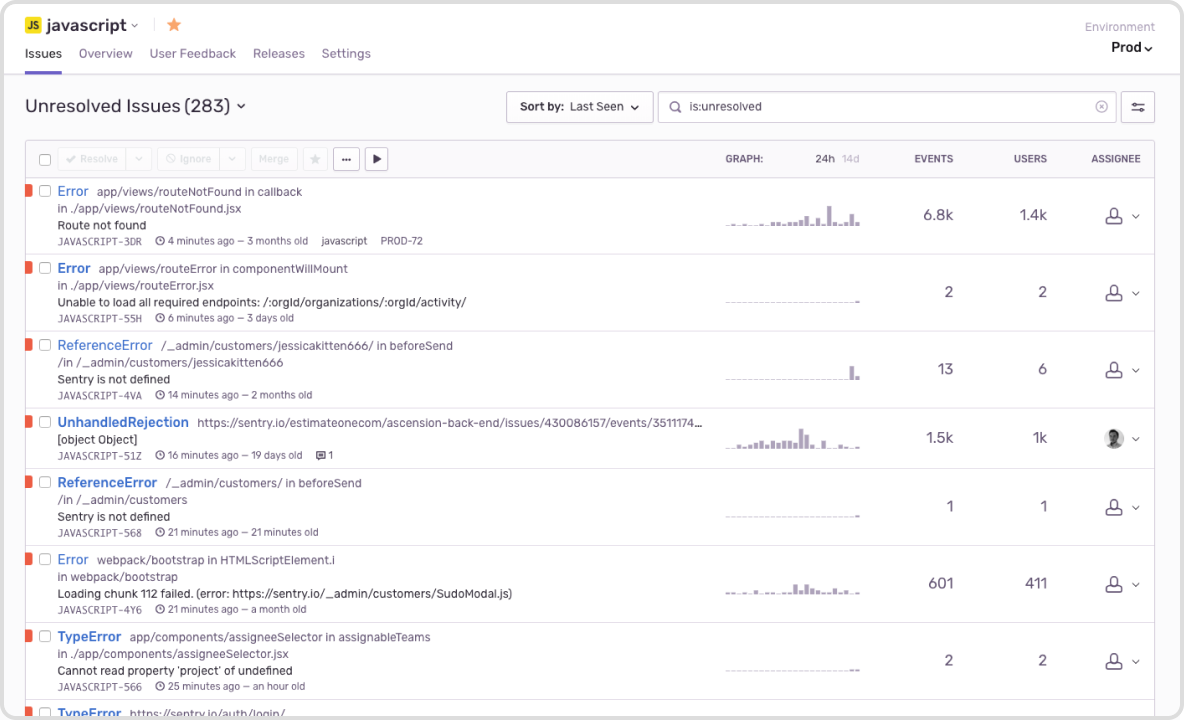 JS javascript
Environment
Prod
Issues Overview User Feedback Releases Settings
Unresolved Issues (283)
Sort by: Last Seen
is:unresolved
Resolve Ignore Merge ...
GRAPH: 24h 14d EVENTS USERS ASSIGNEE
Error app/views/routeNotFound in callback
in ./app/views/routeNotFound.jsx
Route not found
JAVASCRIPT-3DR 4 minutes ago — 3 months old javascript PROD-72
6.8k 1.4k
Error app/views/routeError in componentWillMount
in ./app/views/routeError.jsx
Unable to load all required endpoints: /:orgId/organizations/:orgId/activity/
JAVASCRIPT-55H 6 minutes ago — 3 days old
2 2
ReferenceError /_admin/customers/jessicakitten666/ in beforeSend
/in /_admin/customers/jessicakitten666
Sentry is not defined
JAVASCRIPT-4VA 14 minutes ago — 2 months old
13 6
UnhandledRejection https://sentry.io/estimateonecom/ascension-back-end/issues/430086157/events/3511174...
[object Object]
JAVASCRIPT-51Z 16 minutes ago — 19 days old 1
1.5k 1k
ReferenceError /_admin/customers/ in beforeSend
/in /_admin/customers
Sentry is not defined
JAVASCRIPT-568 21 minutes ago — 21 minutes old
1 1
Error webpack/bootstrap in HTMLScriptElement.i
in webpack/bootstrap
Loading chunk 112 failed. (error: https://sentry.io/_admin/customers/SudoModal.js)
JAVASCRIPT-4Y6 21 minutes ago — a month old
601 411
TypeError app/components/assigneeSelector in assignableTeams
in ./app/components/assigneeSelector.jsx
Cannot read property 'project' of undefined
JAVASCRIPT-566 25 minutes ago — an hour old
2 2
TypeError https://sentry.io/auth/login/